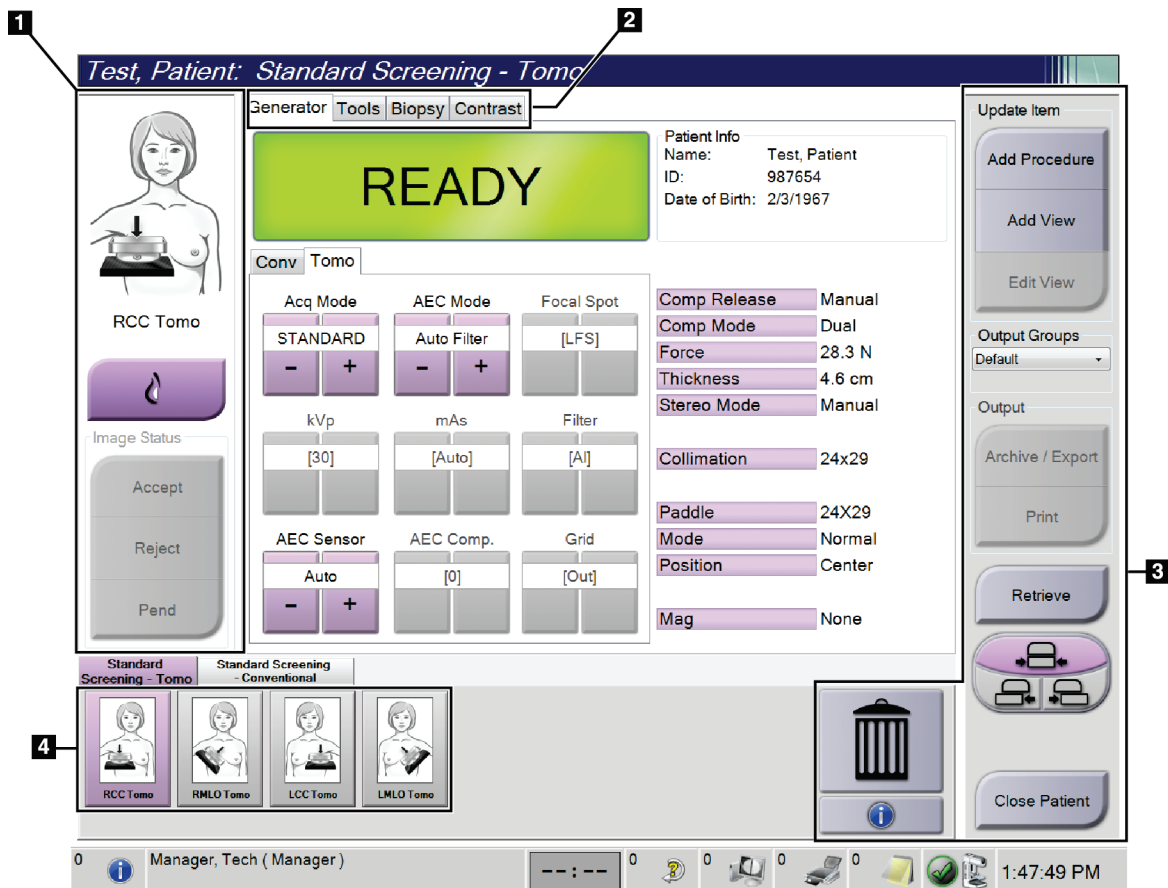 1
2
Test, Patient: Standard Screening - Tomo
Generator Tools Biopsy Contrast
READY
Patient Info
Name: Test, Patient
ID: 987654
Date of Birth: 2/3/1967
RCC Tomo
Image Status
Accept
Reject
Pend
Conv Tomo
Acq Mode AEC Mode Focal Spot
STANDARD Auto Filter [LFS]
- + - +
kVp mAs Filter
[30] [Auto] [Al]
AEC Sensor AEC Comp. Grid
Auto [0] [Out]
- +
Comp Release Manual
Comp Mode Dual
Force 28.3 N
Thickness 4.6 cm
Stereo Mode Manual
Collimation 24x29
Paddle 24X29
Mode Normal
Position Center
Mag None
Update Item
Add Procedure
Add View
Edit View
Output Groups
Default
Output
Archive / Export
Print
Retrieve
Close Patient
3
Standard
Screening - Tomo
Standard Screening
- Conventional
4
RCC Tomo RMLO Tomo LCC Tomo LMLO Tomo
0 Manager, Tech ( Manager ) --:-- 0 0 0 0 1:47:49 PM